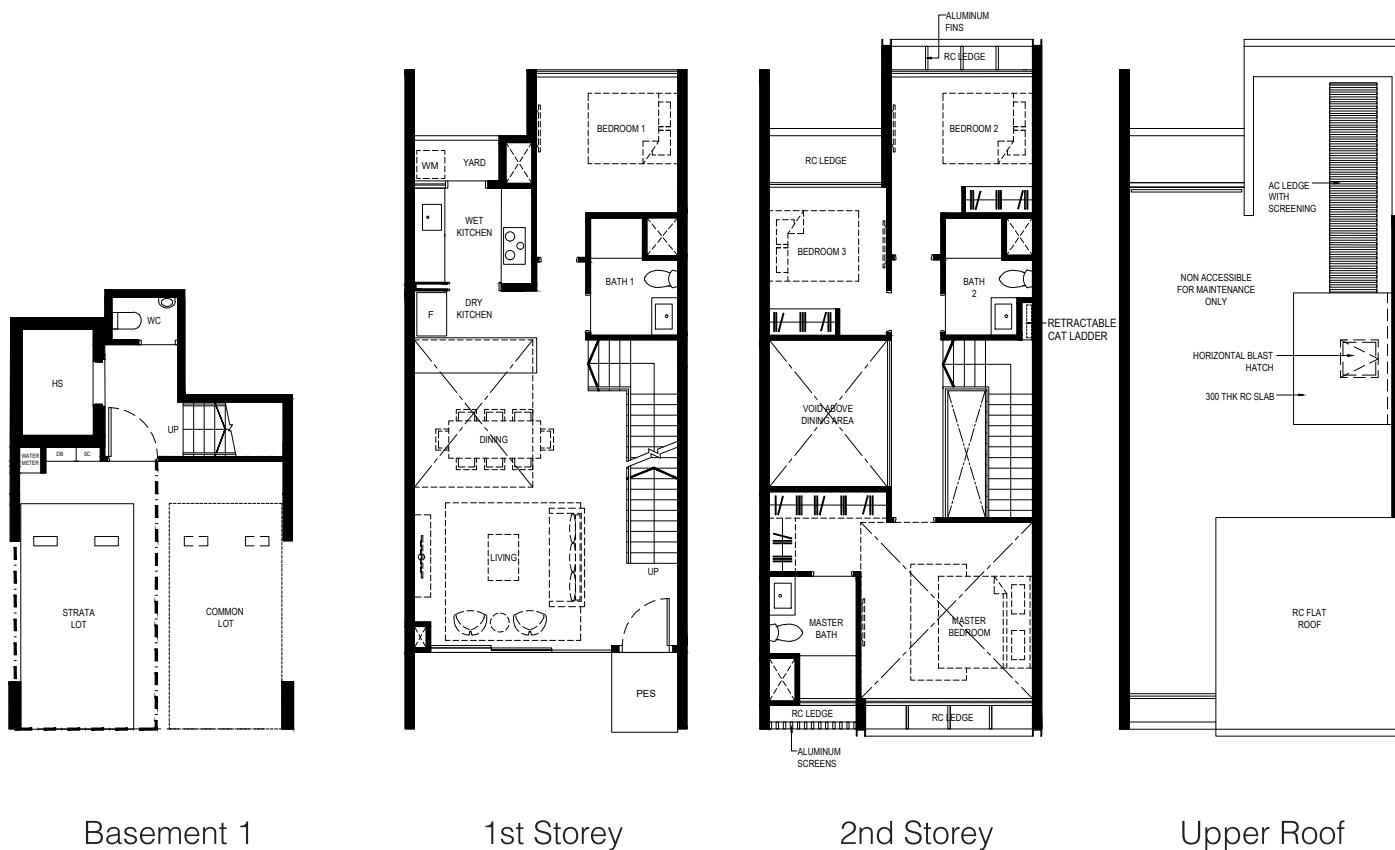 WC
HS
UP
WATER
METER
DB
SC
STRATA
LOT
COMMON
LOT
Basement 1
BEDROOM 1
WM
YARD
WET
KITCHEN
BATH 1
DRY
KITCHEN
F
DINING
LIVING
UP
PES
1st Storey
ALUMINUM
FINS
RC LEDGE
BEDROOM 2
RC LEDGE
BEDROOM 3
BATH
2
RETRACTABLE
CAT LADDER
VOID ABOVE
DINING AREA
MASTER
BATH
MASTER
BEDROOM
RC LEDGE
RC LEDGE
ALUMINUM
SCREENS
2nd Storey
AC LEDGE
WITH
SCREENING
NON ACCESSIBLE
FOR MAINTENANCE
ONLY
HORIZONTAL BLAST
HATCH
300 THK RC SLAB
RC FLAT
ROOF
Upper Roof